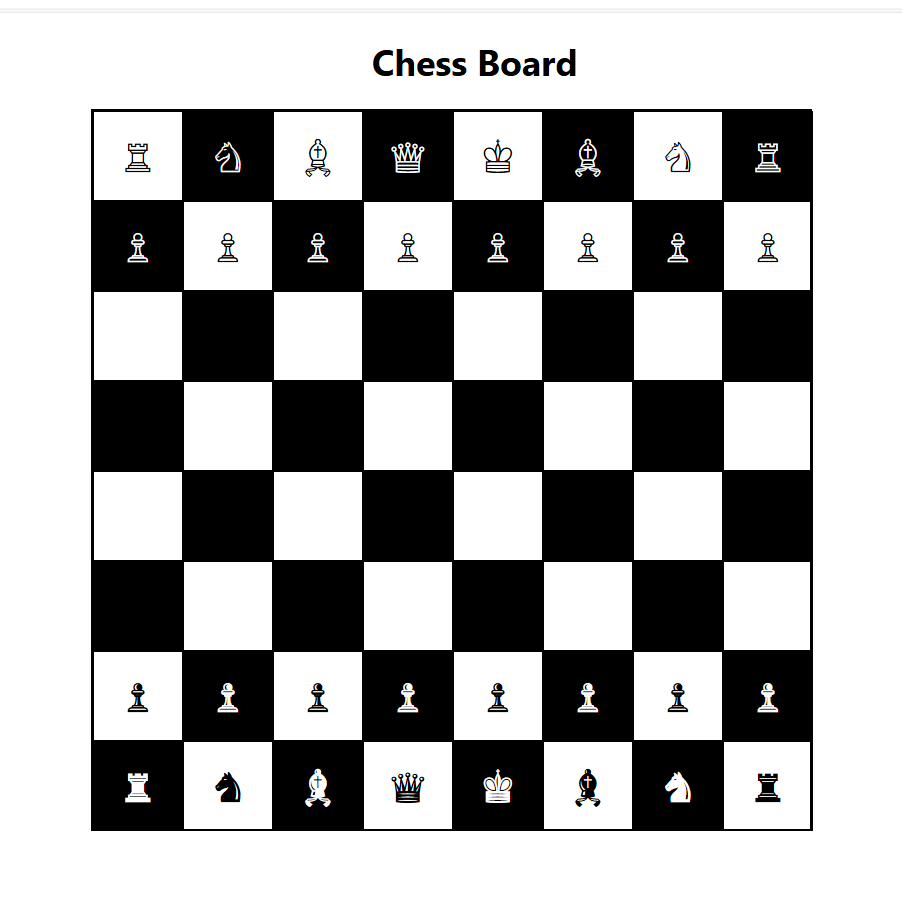 Chess Board
♖ ♘ ♗ ♕ ♔ ♗ ♘ ♖
♙ ♙ ♙ ♙ ♙ ♙ ♙ ♙
♟ ♟ ♟ ♟ ♟ ♟ ♟ ♟
♜ ♞ ♝ ♛ ♚ ♝ ♞ ♜